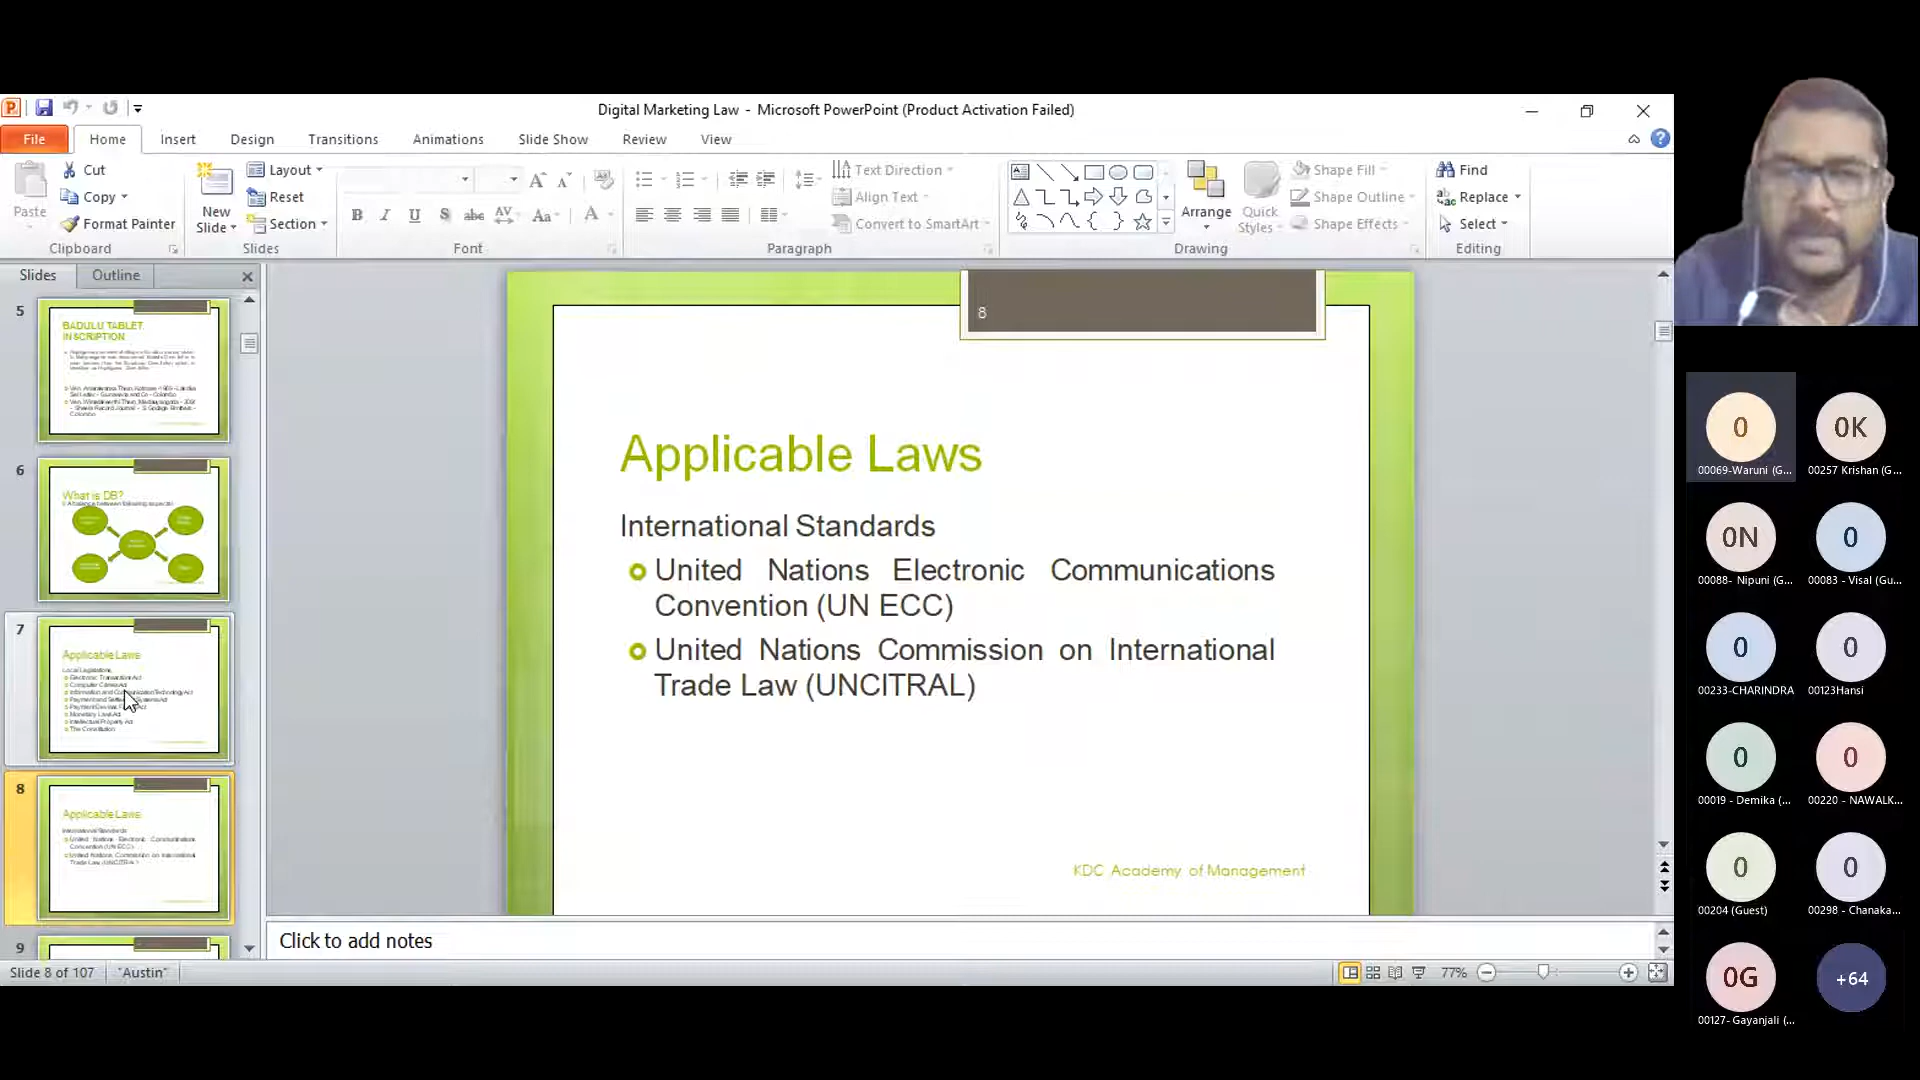 Digital Marketing Law - Microsoft PowerPoint (Product Activation Failed)
File Home Insert Design Transitions Animations Slide Show Review View
Paste
Cut
Copy
Format Painter
Clipboard
New
Slide
Layout
Reset
Section
Slides
Font
Text Direction
Align Text
Convert to SmartArt
Paragraph
Arrange
Quick
Styles
Shape Fill
Shape Outline
Shape Effects
Drawing
Find
Replace
Select
Editing
Slides Outline
5
BADULU TABLET
INSCRIPTION
6
What is DB?
7
Applicable Laws
Local Legislations
Electronic Transactions Act
Computer Crimes Act
Information and Communication Technology Act
Monetary Law Act
Intellectual Property Act
The Constitution
8
Applicable Laws
International Standards
United Nations Electronic Communications
Convention (UN ECC)
United Nations Commission on International
Trade Law (UNCITRAL)
9
8
Applicable Laws
International Standards
United Nations Electronic Communications
Convention (UN ECC)
United Nations Commission on International
Trade Law (UNCITRAL)
KDC Academy of Management
Click to add notes
Slide 8 of 107 "Austin" 77%
0
00069-Waruni (G...
0K
00257 Krishan (G...
0N
00088- Nipuni (G...
0
00083 - Visal (Gu...
0
00233-CHARINDRA
0
00123Hansi
0
00019 - Demika (...
0
00220 - NAWALK...
0
00204 (Guest)
0
00298 - Chanaka...
0G
00127- Gayanjali (...
+64